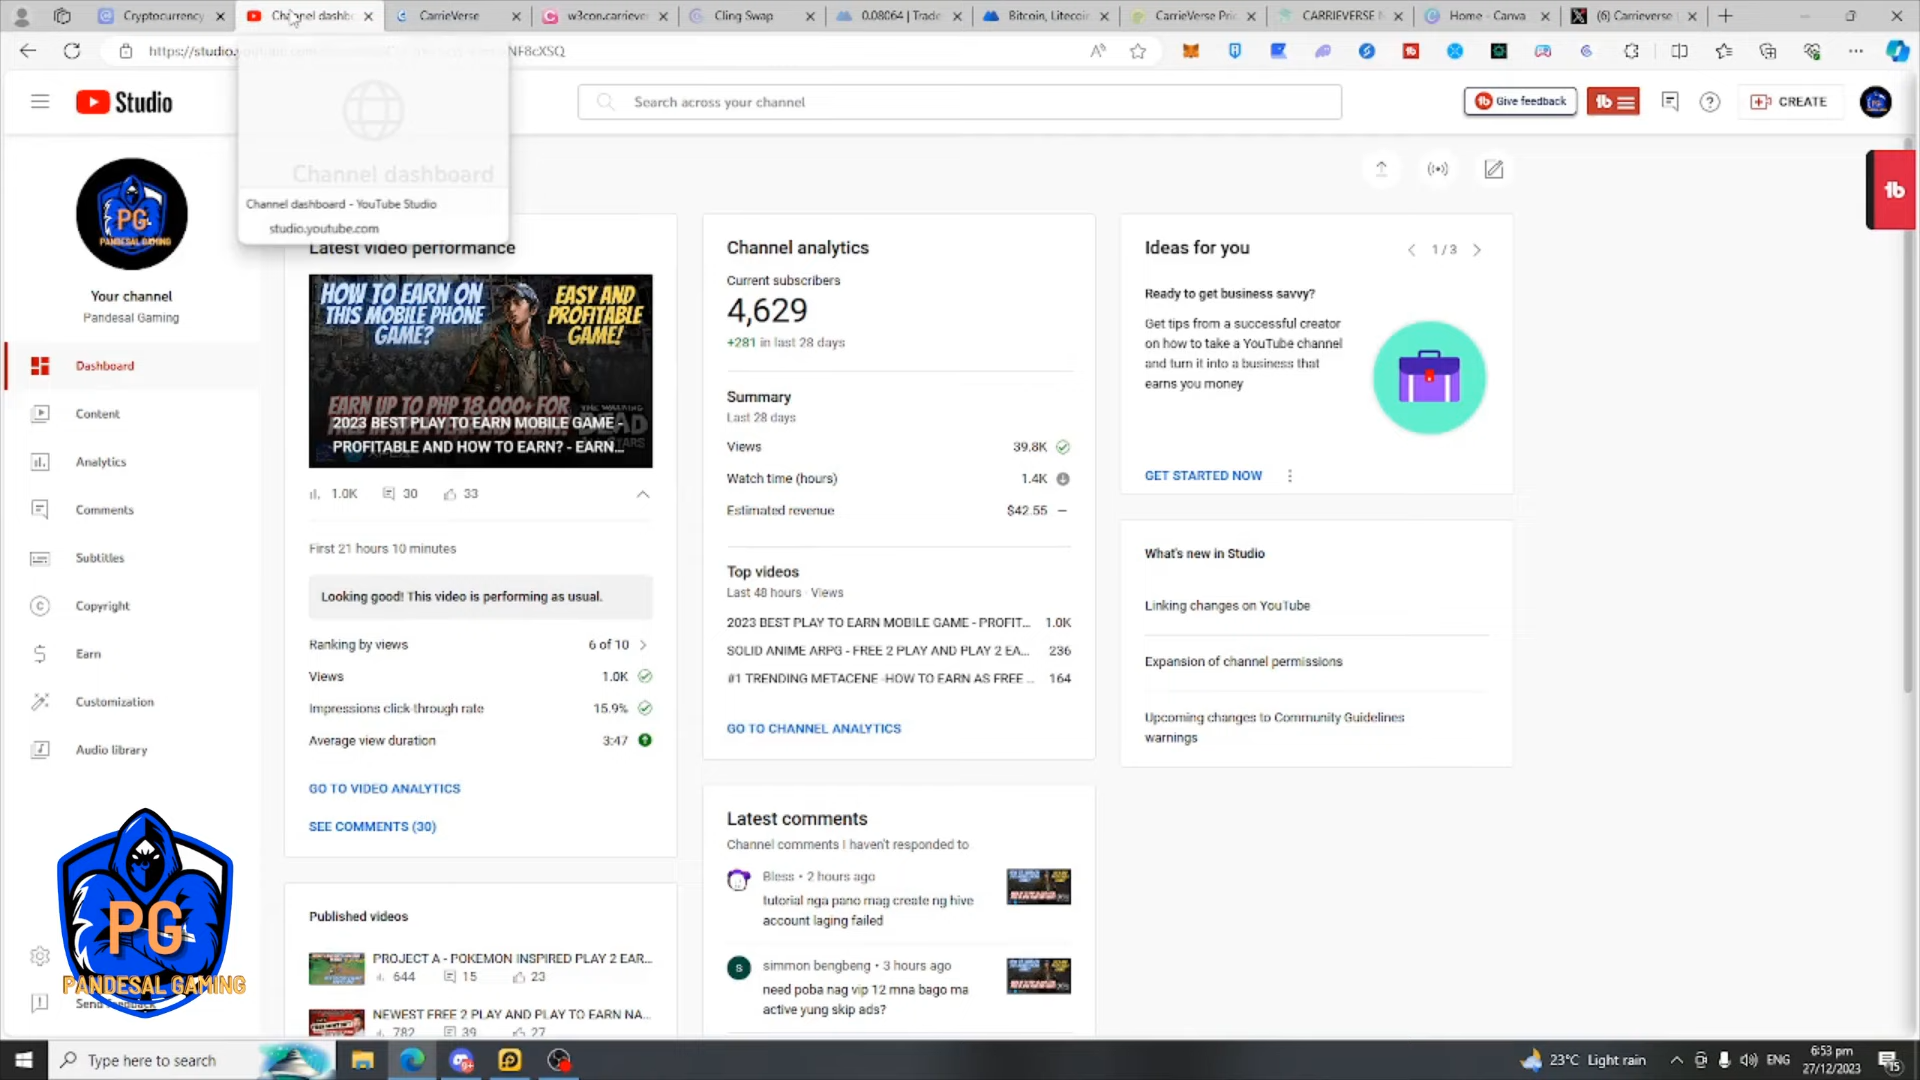 Cryptocurrency
Channel dashbo
CarrieVerse
w3con.carriever
Cling Swap
0.08064 | Trade
Bitcoin, Litecoin
CarrieVerse Pric
CARRIEVERSE
Home - Canva
(6) Carrieverse
https://studio.
NF8cXSQ
Studio
Search across your channel
Give feedback
CREATE
Channel dashboard
Channel dashboard - YouTube Studio
studio.youtube.com
PG
PANDESAL GAMING
Your channel
Pandesal Gaming
Dashboard
Content
Analytics
Comments
Subtitles
Copyright
Earn
Customization
Audio library
Send feedback
PG
PANDESAL GAMING
Latest video performance
HOW TO EARN ON
THIS MOBILE PHONE
GAME?
EASY AND
PROFITABLE
GAME!
EARN UP TO PHP 18,000+ FOR
2023 BEST PLAY TO EARN MOBILE GAME -
PROFITABLE AND HOW TO EARN? - EARN...
1.0K 30 33
First 21 hours 10 minutes
Looking good! This video is performing as usual.
Ranking by views 6 of 10
Views 1.0K
Impressions click-through rate 15.9%
Average view duration 3:47
GO TO VIDEO ANALYTICS
SEE COMMENTS (30)
Published videos
PROJECT A - POKEMON INSPIRED PLAY 2 EAR...
644 15 23
NEWEST FREE 2 PLAY AND PLAY TO EARN NA...
782 39 27
Channel analytics
Current subscribers
4,629
+281 in last 28 days
Summary
Last 28 days
Views 39.8K
Watch time (hours) 1.4K
Estimated revenue $42.55 —
Top videos
Last 48 hours · Views
2023 BEST PLAY TO EARN MOBILE GAME - PROFIT... 1.0K
SOLID ANIME ARPG - FREE 2 PLAY AND PLAY 2 EA... 236
#1 TRENDING METACENE -HOW TO EARN AS FREE ... 164
GO TO CHANNEL ANALYTICS
Latest comments
Channel comments I haven't responded to
Bless • 2 hours ago
tutorial nga pano mag create ng hive
account laging failed
S
simmon bengbeng • 3 hours ago
need poba nag vip 12 mna bago ma
active yung skip ads?
Ideas for you
1 / 3
Ready to get business savvy?
Get tips from a successful creator
on how to take a YouTube channel
and turn it into a business that
earns you money
GET STARTED NOW
What's new in Studio
Linking changes on YouTube
Expansion of channel permissions
Upcoming changes to Community Guidelines
warnings
Type here to search
23°C Light rain
ENG
6:53 pm
27/12/2023
15